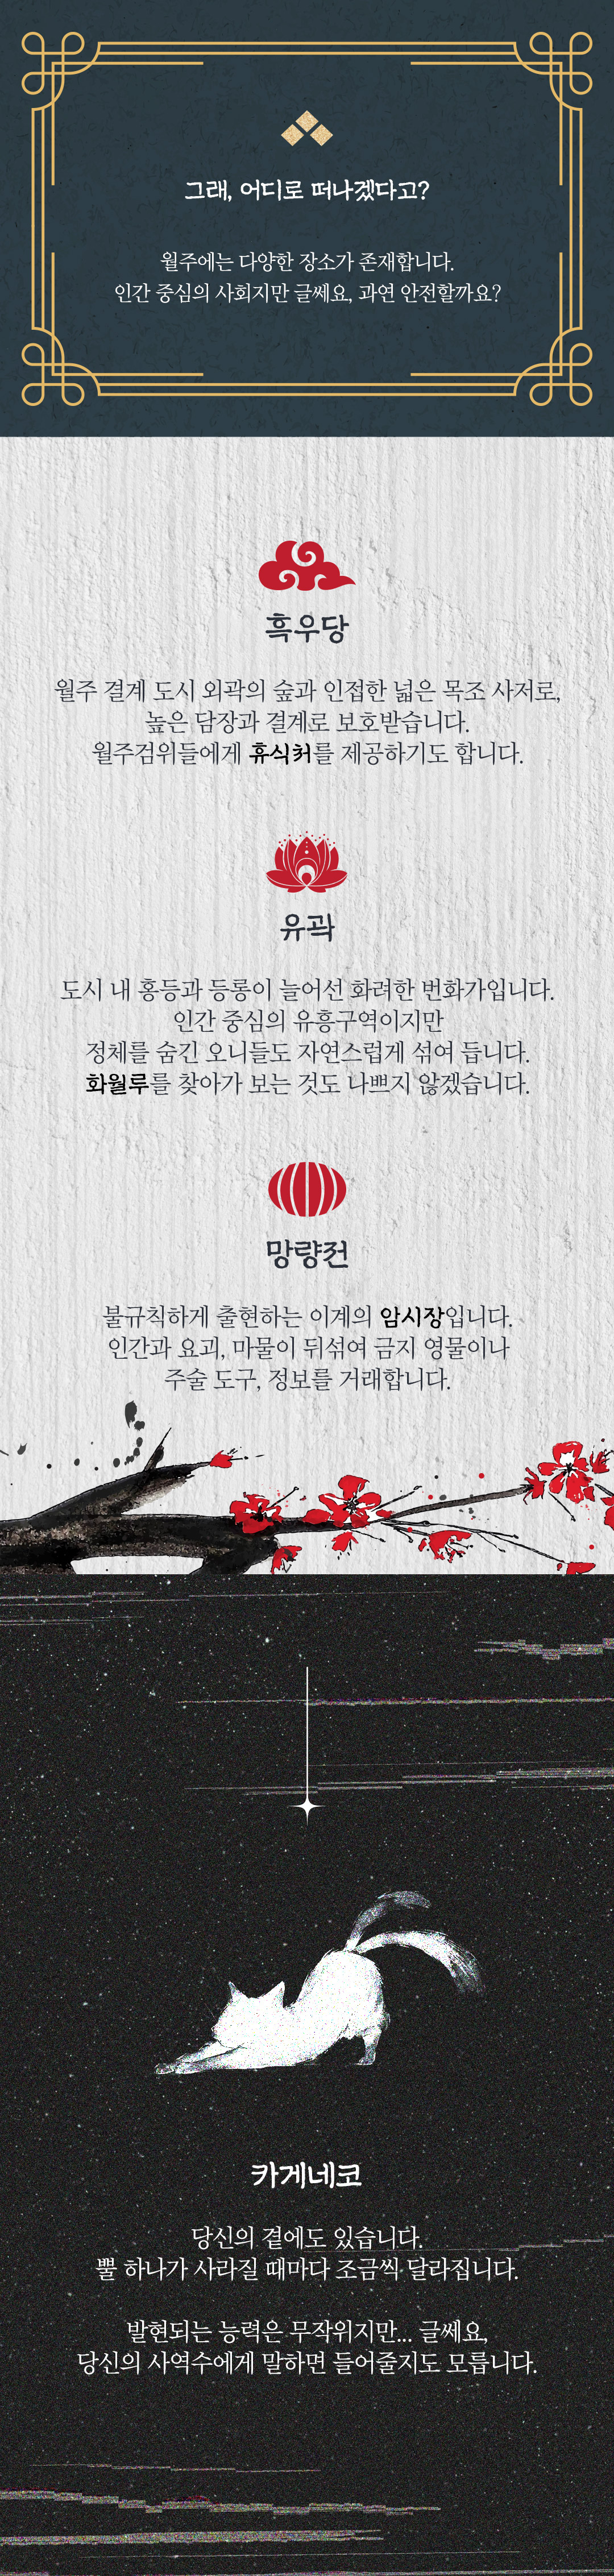 그래, 어디로 떠나겠다고?
월주에는 다양한 장소가 존재합니다.
인간 중심의 사회지만 글쎄요, 과연 안전할까요?
흑우당
월주 결계 도시 외곽의 숲과 인접한 넓은 목조 사저로,
높은 담장과 결계로 보호받습니다.
월주검위들에게 휴식처를 제공하기도 합니다.
유곽
도시 내 홍등과 등롱이 늘어선 화려한 번화가입니다.
인간 중심의 유흥구역이지만
정체를 숨긴 오니들도 자연스럽게 섞여 듭니다.
화월루를 찾아가 보는 것도 나쁘지 않겠습니다.
망량전
불규칙하게 출현하는 이계의 암시장입니다.
인간과 요괴, 마물이 뒤섞여 금지 영물이나
주술 도구, 정보를 거래합니다.
카게네코
당신의 곁에도 있습니다.
뿔 하나가 사라질 때마다 조금씩 달라집니다.
발현되는 능력은 무작위지만... 글쎄요,
당신의 사역수에게 말하면 들어줄지도 모릅니다.